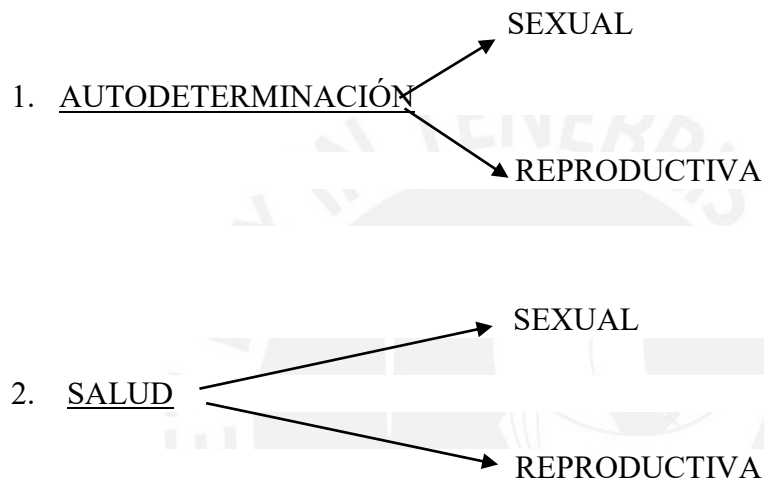 SEXUAL
1. AUTODETERMINACIÓN
REPRODUCTIVA
SEXUAL
2. SALUD
REPRODUCTIVA